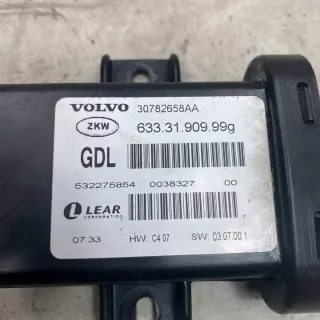 VOLVO 30782658AA
ZKW 633.31.909.99g
GDL
532275854 0038327 00
LEAR
CORPORATION
07 33 HW: C4 07 SW: 03.07.00.1